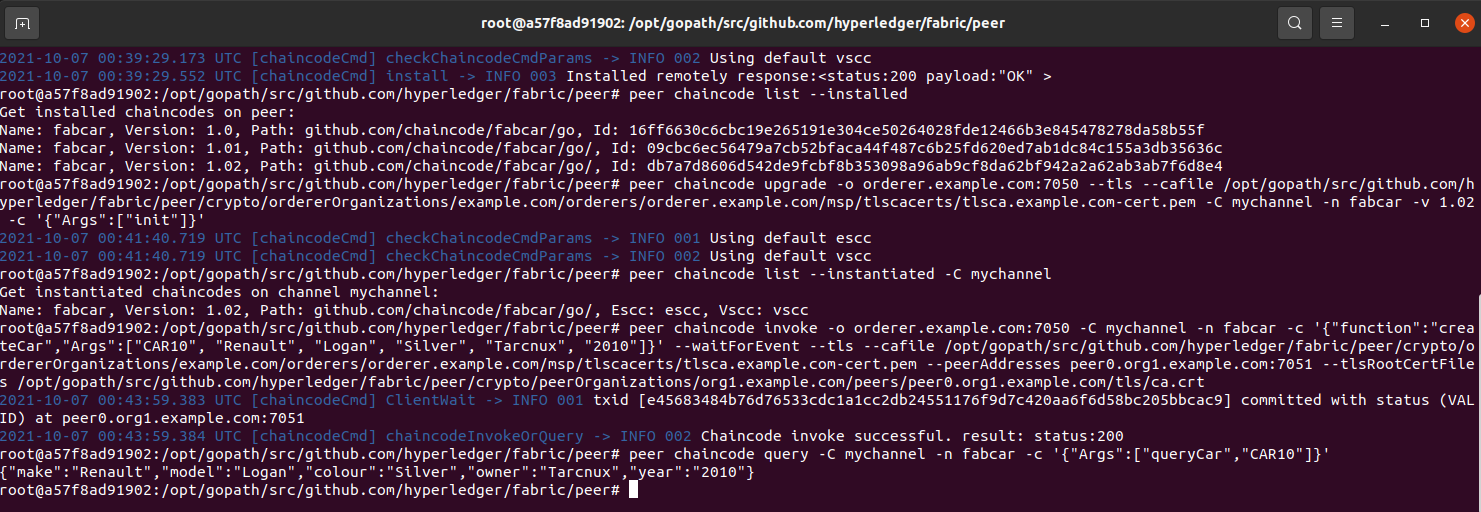 root@a57f8ad91902: /opt/gopath/src/github.com/hyperledger/fabric/peer
2021-10-07 00:39:29.173 UTC [chaincodeCmd] checkChaincodeCmdParams -> INFO 002 Using default vscc
2021-10-07 00:39:29.552 UTC [chaincodeCmd] install -> INFO 003 Installed remotely response:<status:200 payload:"OK" >
root@a57f8ad91902:/opt/gopath/src/github.com/hyperledger/fabric/peer# peer chaincode list --installed
Get installed chaincodes on peer:
Name: fabcar, Version: 1.0, Path: github.com/chaincode/fabcar/go, Id: 16ff6630c6cbc19e265191e304ce50264028fde12466b3e845478278da58b55f
Name: fabcar, Version: 1.01, Path: github.com/chaincode/fabcar/go/, Id: 09cbc6ec56479a7cb52bfaca44f487c6b25fd620ed7ab1dc84c155a3db35636c
Name: fabcar, Version: 1.02, Path: github.com/chaincode/fabcar/go/, Id: db7a7d8606d542de9fcbf8b353098a96ab9cf8da62bf942a2a62ab3ab7f6d8e4
root@a57f8ad91902:/opt/gopath/src/github.com/hyperledger/fabric/peer# peer chaincode upgrade -o orderer.example.com:7050 --tls --cafile /opt/gopath/src/github.com/h
yperledger/fabric/peer/crypto/ordererOrganizations/example.com/orderers/orderer.example.com/msp/tlscacerts/tlsca.example.com-cert.pem -C mychannel -n fabcar -v 1.02
 -c '{"Args":["init"]}'
2021-10-07 00:41:40.719 UTC [chaincodeCmd] checkChaincodeCmdParams -> INFO 001 Using default escc
2021-10-07 00:41:40.719 UTC [chaincodeCmd] checkChaincodeCmdParams -> INFO 002 Using default vscc
root@a57f8ad91902:/opt/gopath/src/github.com/hyperledger/fabric/peer# peer chaincode list --instantiated -C mychannel
Get instantiated chaincodes on channel mychannel:
Name: fabcar, Version: 1.02, Path: github.com/chaincode/fabcar/go/, Escc: escc, Vscc: vscc
root@a57f8ad91902:/opt/gopath/src/github.com/hyperledger/fabric/peer# peer chaincode invoke -o orderer.example.com:7050 -C mychannel -n fabcar -c '{"function":"crea
teCar","Args":["CAR10", "Renault", "Logan", "Silver", "Tarcnux", "2010"]}' --waitForEvent --tls --cafile /opt/gopath/src/github.com/hyperledger/fabric/peer/crypto/o
rdererOrganizations/example.com/orderers/orderer.example.com/msp/tlscacerts/tlsca.example.com-cert.pem --peerAddresses peer0.org1.example.com:7051 --tlsRootCertFile
s /opt/gopath/src/github.com/hyperledger/fabric/peer/crypto/peerOrganizations/org1.example.com/peers/peer0.org1.example.com/tls/ca.crt
2021-10-07 00:43:59.383 UTC [chaincodeCmd] ClientWait -> INFO 001 txid [e45683484b76d76533cdc1a1cc2db24551176f9d7c420aa6f6d58bc205bbcac9] committed with status (VAL
ID) at peer0.org1.example.com:7051
2021-10-07 00:43:59.384 UTC [chaincodeCmd] chaincodeInvokeOrQuery -> INFO 002 Chaincode invoke successful. result: status:200
root@a57f8ad91902:/opt/gopath/src/github.com/hyperledger/fabric/peer# peer chaincode query -C mychannel -n fabcar -c '{"Args":["queryCar","CAR10"]}'
{"make":"Renault","model":"Logan","colour":"Silver","owner":"Tarcnux","year":"2010"}
root@a57f8ad91902:/opt/gopath/src/github.com/hyperledger/fabric/peer#